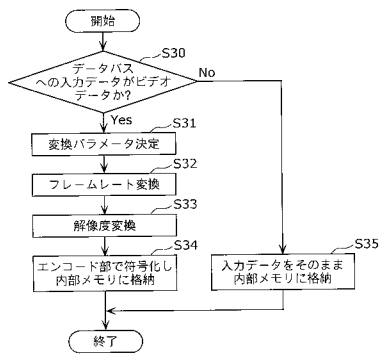 開始
S30
データバス
への入力データがビデオ
データか?
No
Yes
S31
変換パラメータ決定
S32
フレームレート変換
S33
解像度変換
S34
エンコード部で符号化し
内部メモリに格納
S35
入力データをそのまま
内部メモリに格納
終了